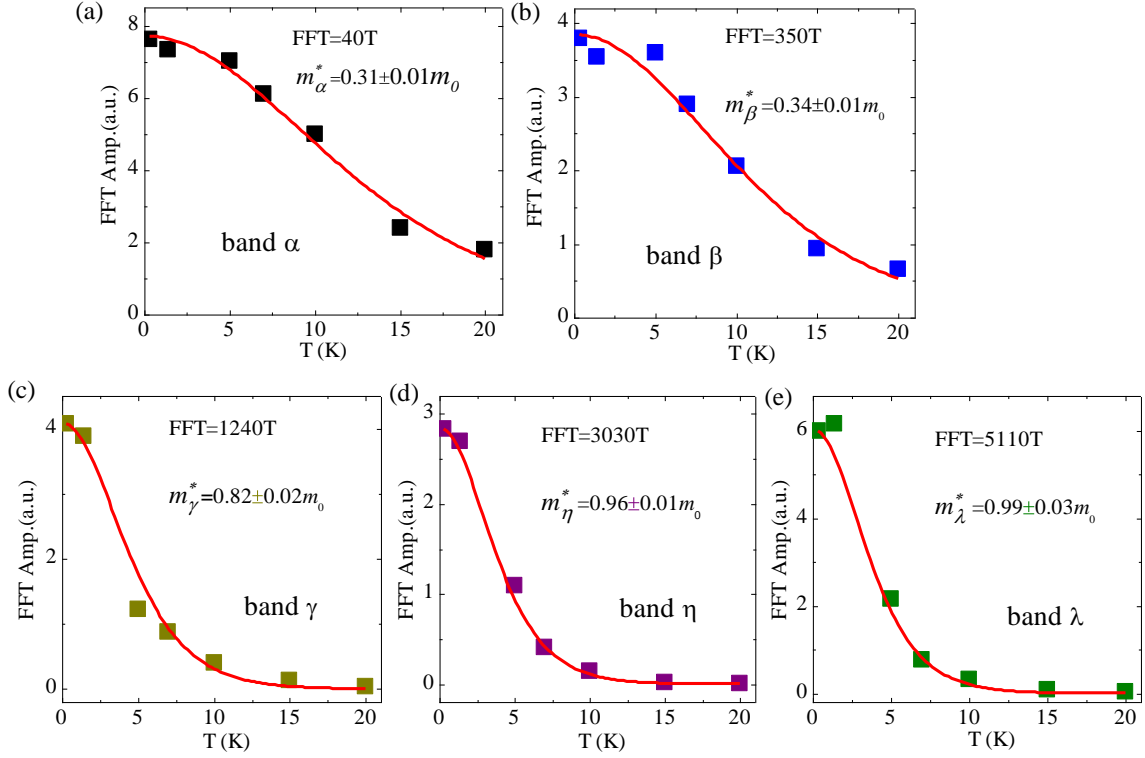 (a)
FFT Amp.(a.u.)
8
6
4
2
0
FFT=40T
m*α=0.31±0.01m0
band α
0 5 10 15 20
T (K)
(b)
FFT Amp.(a.u.)
4
3
2
1
0
FFT=350T
m*β=0.34±0.01m0
band β
0 5 10 15 20
T (K)
(c)
FFT Amp.(a.u.)
4
2
0
FFT=1240T
m*γ=0.82±0.02m0
band γ
0 5 10 15 20
T (K)
(d)
FFT Amp.(a.u.)
3
2
1
0
FFT=3030T
m*η=0.96±0.01m0
band η
0 5 10 15 20
T (K)
(e)
FFT Amp.(a.u.)
6
4
2
0
FFT=5110T
m*λ=0.99±0.03m0
band λ
0 5 10 15 20
T (K)